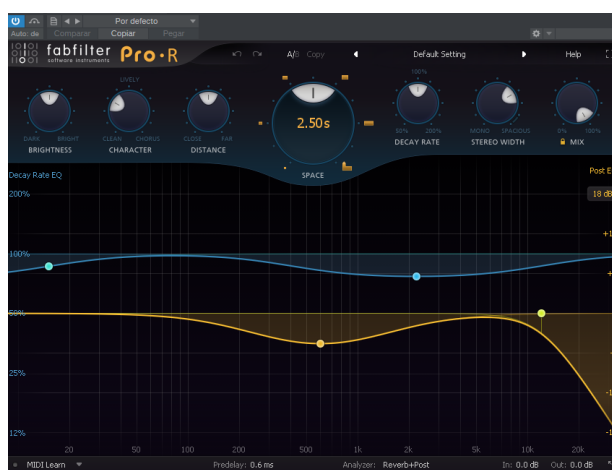 Por defecto
Auto: de Comparar Copiar Pegar
fabfilter Pro·R
software instruments
A/B Copy Default Setting Help
LIVELY
100%
2.50 s
DARK BRIGHT CLEAN CHORUS CLOSE FAR 50% 200% MONO SPACIOUS 0% 100%
BRIGHTNESS CHARACTER DISTANCE DECAY RATE STEREO WIDTH MIX
SPACE
Decay Rate EQ Post E
200% 18 dB
+1
100%
+
50%
25%
-1
12%
-1
20 50 100 200 500 1k 2k 5k 10k 20k
MIDI Learn Predelay: 0.6 ms Analyzer: Reverb+Post In: 0.0 dB Out: 0.0 dB